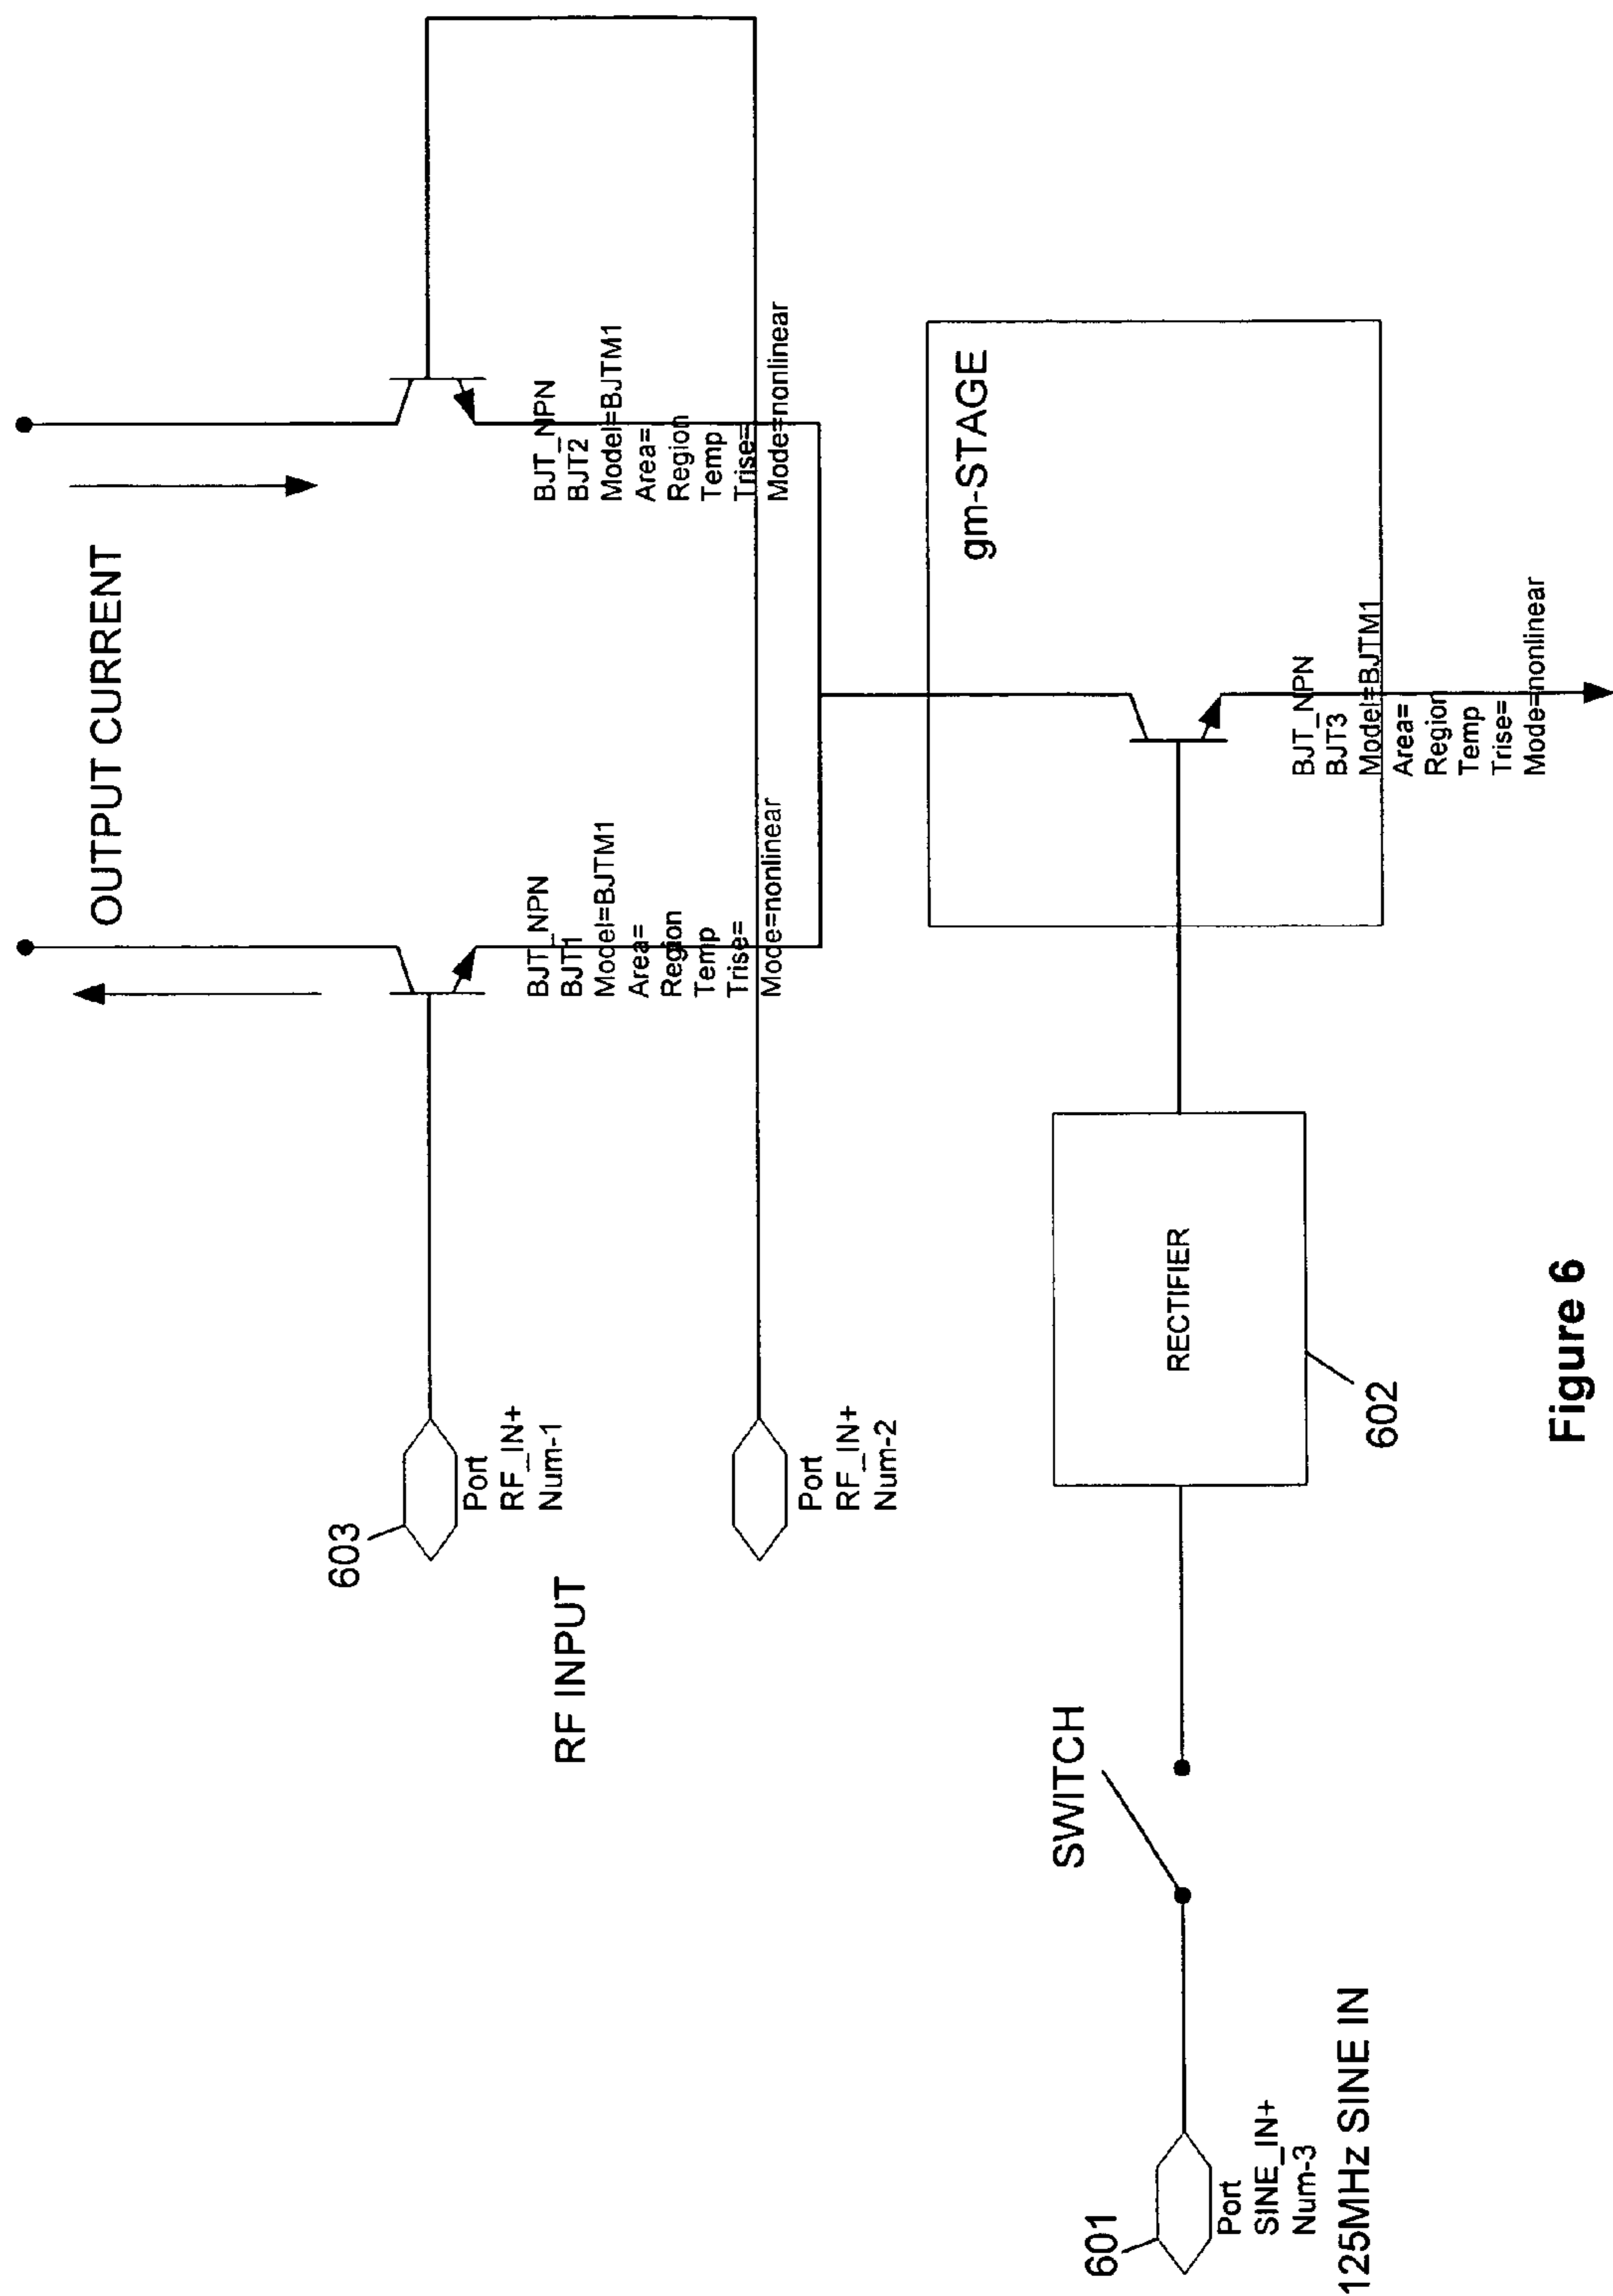 OUTPUT CURRENT
BJT_NPN
BJT2
Model=BJTM1
Area=
Region
Temp
Trise=
Mode=nonlinear
BJT_NPN
BJT1
Model=BJTM1
Area=
Region
Temp
Trise=
Mode=nonlinear
603
Port
RF_IN+
Num-1
RF INPUT
Port
RF_IN+
Num-2
gm-STAGE
BJT_NPN
BJT3
Model=BJTM1
Area=
Region
Temp
Trise=
Mode=nonlinear
RECTIFIER
602
SWITCH
601
Port
SINE_IN+
Num-3
125MHz SINE IN
Figure 6